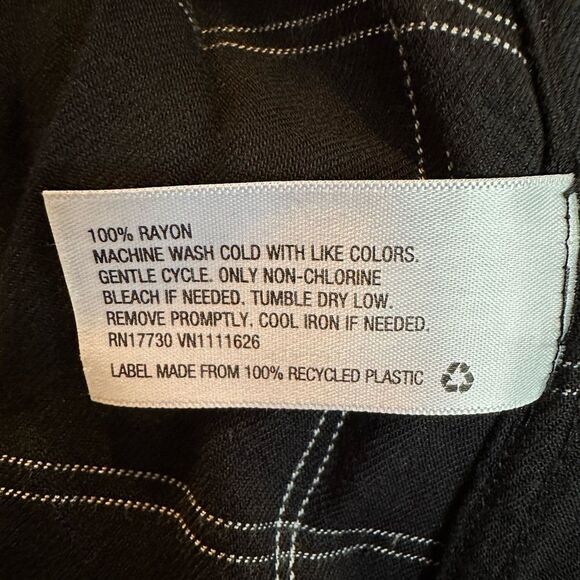 100% RAYON
MACHINE WASH COLD WITH LIKE COLORS.
GENTLE CYCLE. ONLY NON-CHLORINE
BLEACH IF NEEDED. TUMBLE DRY LOW.
REMOVE PROMPTLY. COOL IRON IF NEEDED.
RN17730 VN1111626
LABEL MADE FROM 100% RECYCLED PLASTIC